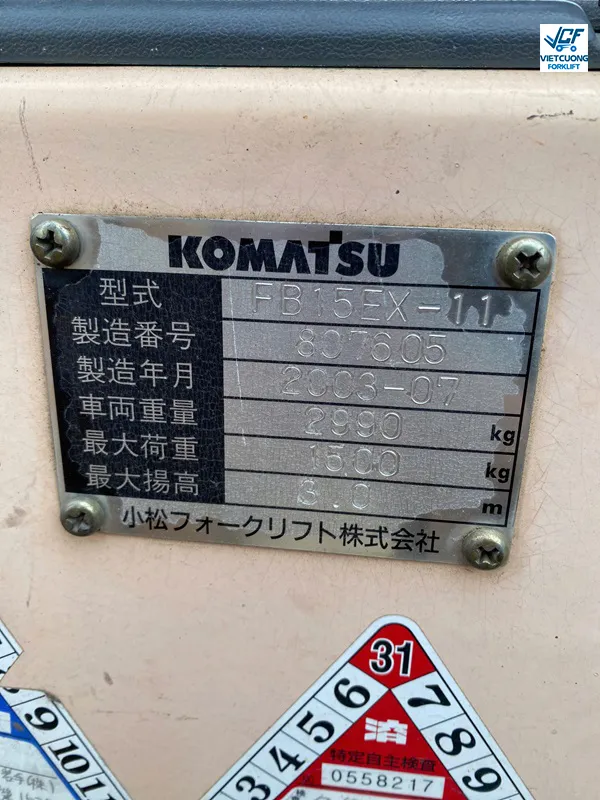 VCF
VIETCUONG
FORKLIFT
KOMATSU
型式 FB15EX-11
製造番号 807605
製造年月 2003-07
車両重量 2990 kg
最大荷重 1500 kg
最大揚高 3.0 m
小松フォークリフト株式会社
31
3 4 5 6 7 8 9
済
特定自主検査
0558217
9 10 11